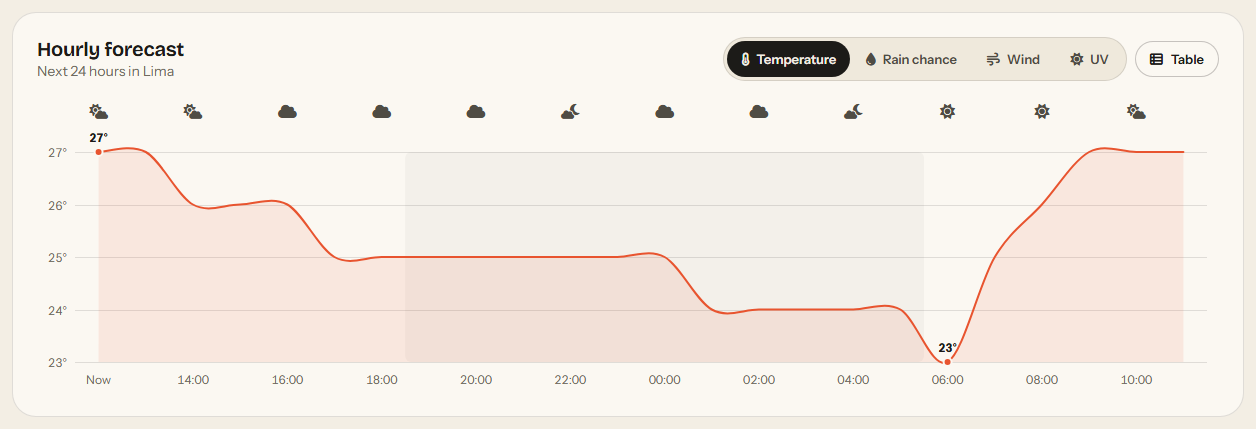 Hourly forecast
Next 24 hours in Lima
Temperature Rain chance Wind UV Table
27°
27°
26°
25°
24°
23°
23°
Now 14:00 16:00 18:00 20:00 22:00 00:00 02:00 04:00 06:00 08:00 10:00